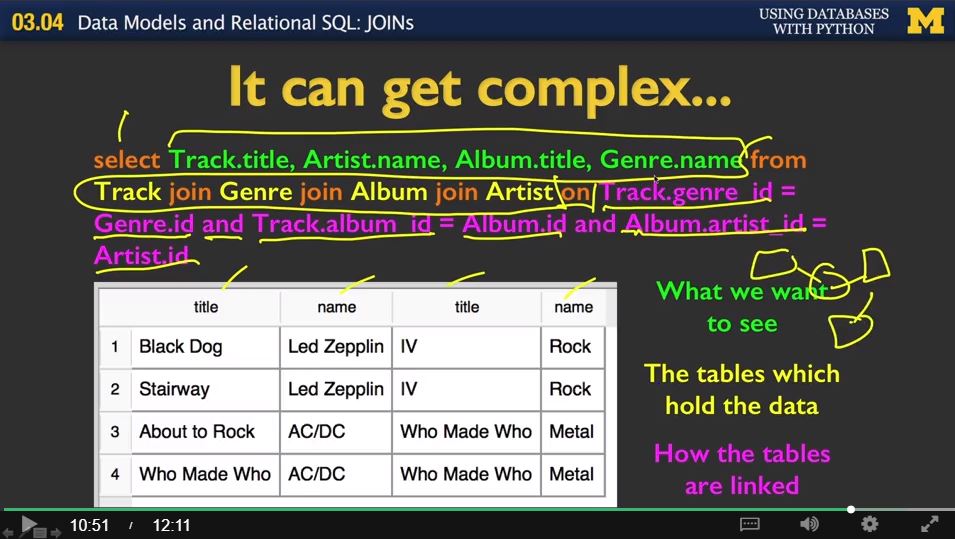 03.04 Data Models and Relational SQL: JOINs
USING DATABASES
WITH PYTHON
M
It can get complex...
select Track.title, Artist.name, Album.title, Genre.name from
Track join Genre join Album join Artist on Track.genre_id =
Genre.id and Track.album_id = Album.id and Album.artist_id =
Artist.id
title name title name
1 Black Dog Led Zepplin IV Rock
2 Stairway Led Zepplin IV Rock
3 About to Rock AC/DC Who Made Who Metal
4 Who Made Who AC/DC Who Made Who Metal
What we want
to see
The tables which
hold the data
How the tables
are linked
10:51 / 12:11